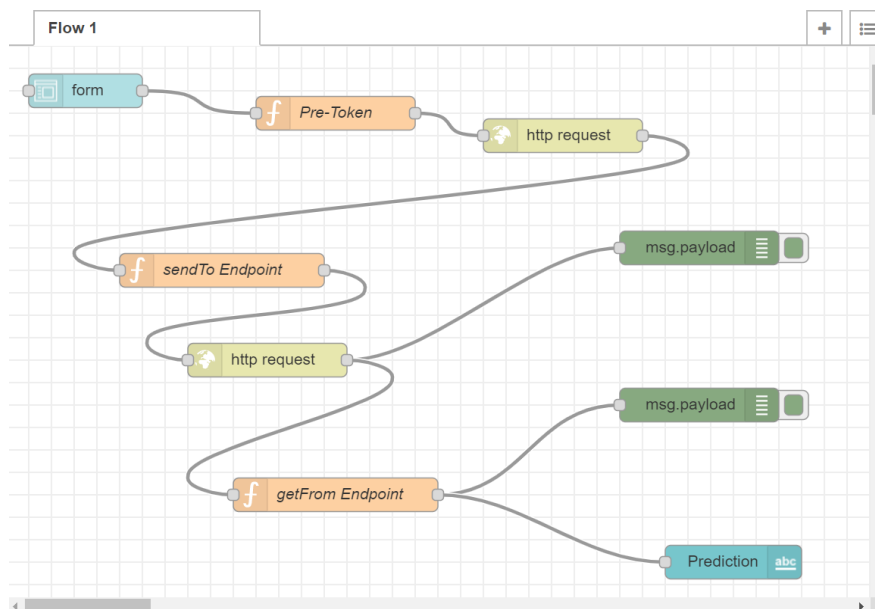 Flow 1
form
f Pre-Token
http request
msg.payload
f sendTo Endpoint
http request
msg.payload
f getFrom Endpoint
Prediction abc